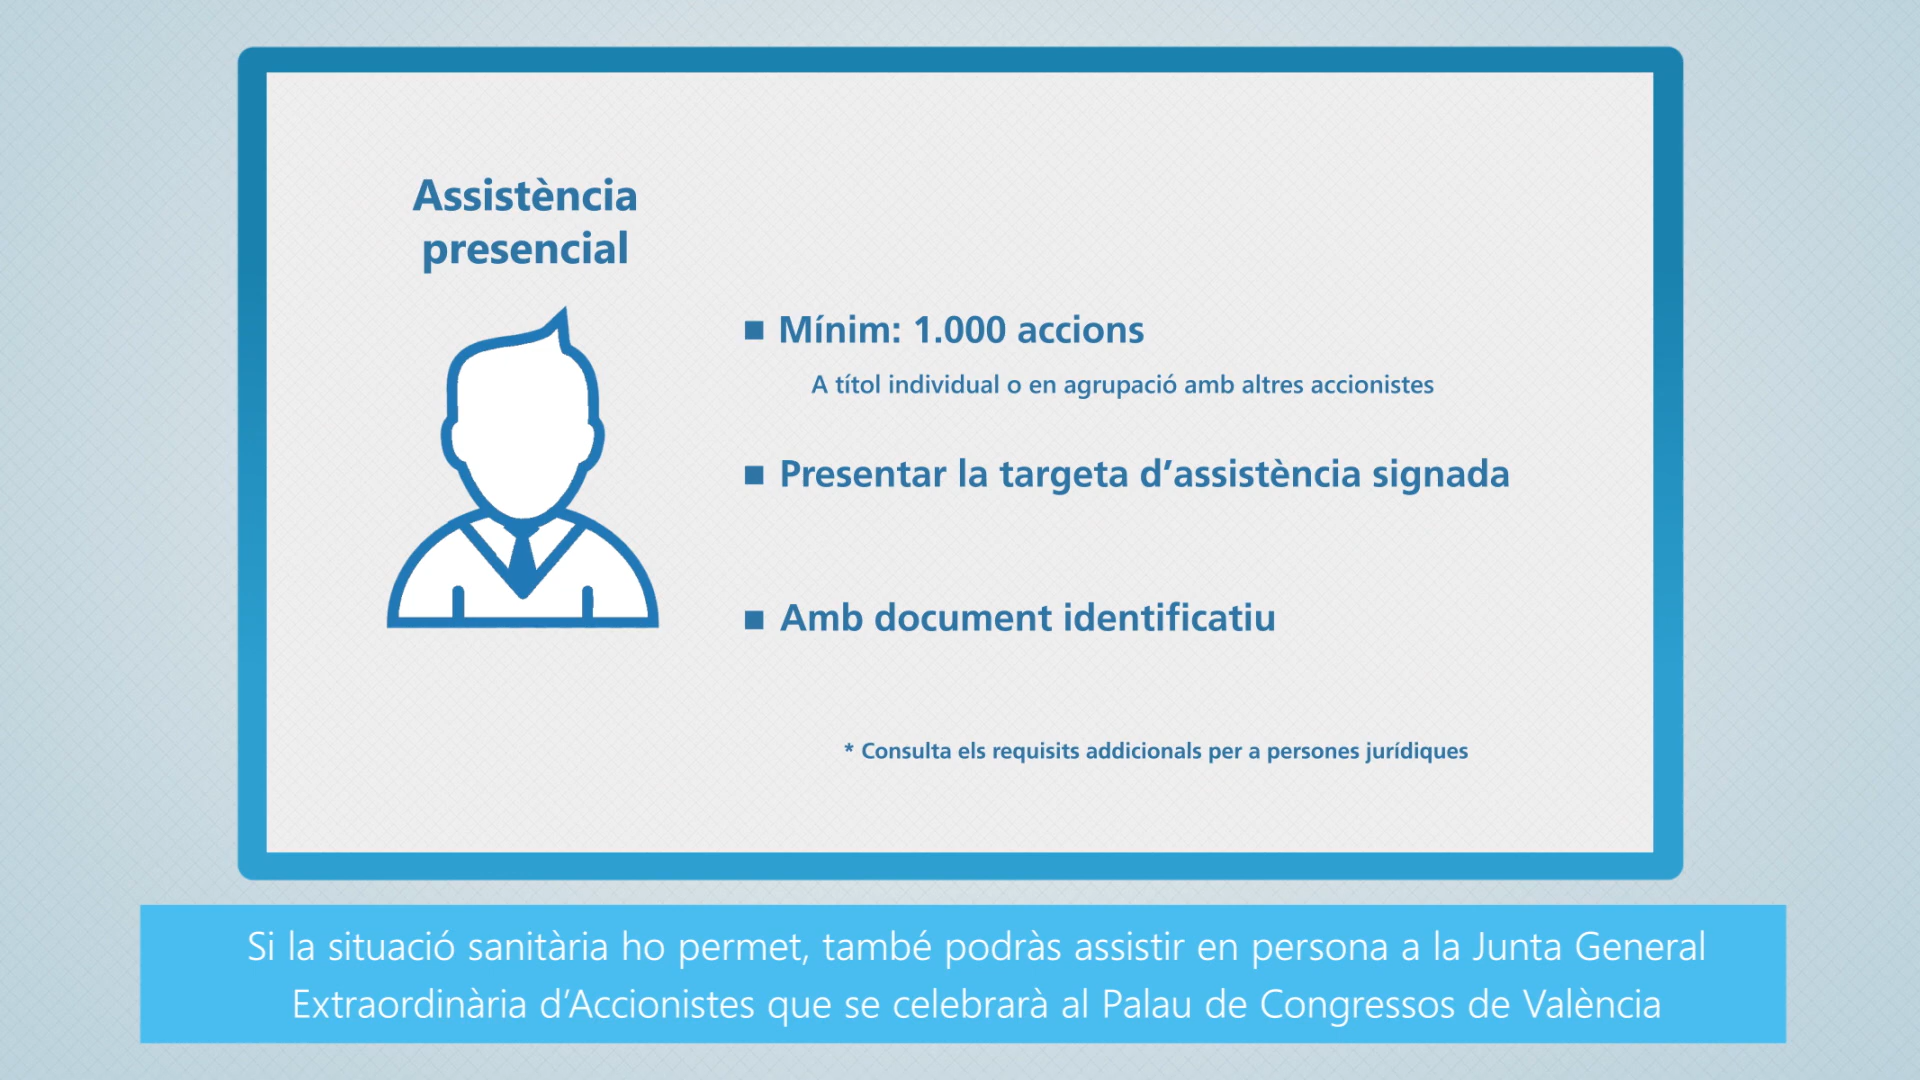 Assistència
presencial
■ Mínim: 1.000 accions
A títol individual o en agrupació amb altres accionistes
■ Presentar la targeta d’assistència signada
■ Amb document identificatiu
* Consulta els requisits addicionals per a persones jurídiques
Si la situació sanitària ho permet, també podràs assistir en persona a la Junta General
Extraordinària d’Accionistes que se celebrarà al Palau de Congressos de València